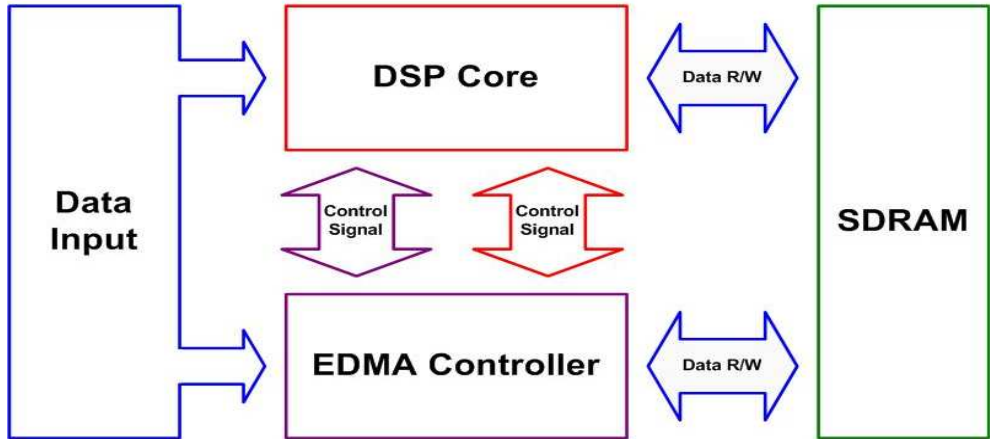 DSP Core
Data R/W
Data
Input
Control
Signal
Control
Signal
SDRAM
EDMA Controller
Data R/W